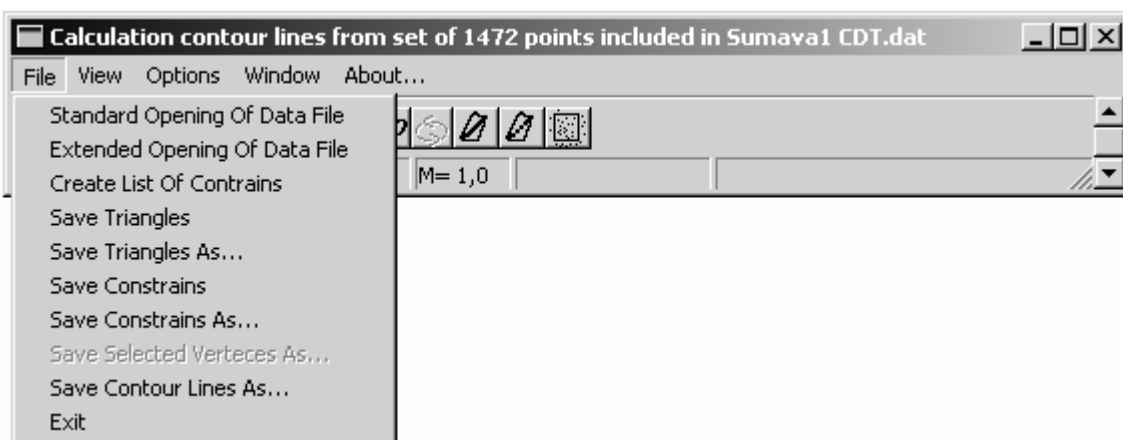 Calculation contour lines from set of 1472 points included in Sumava1 CDT.dat
File View Options Window About...
Standard Opening Of Data File
Extended Opening Of Data File
Create List Of Contrains
M= 1,0
Save Triangles
Save Triangles As...
Save Constrains
Save Constrains As...
Save Selected Verteces As...
Save Contour Lines As...
Exit